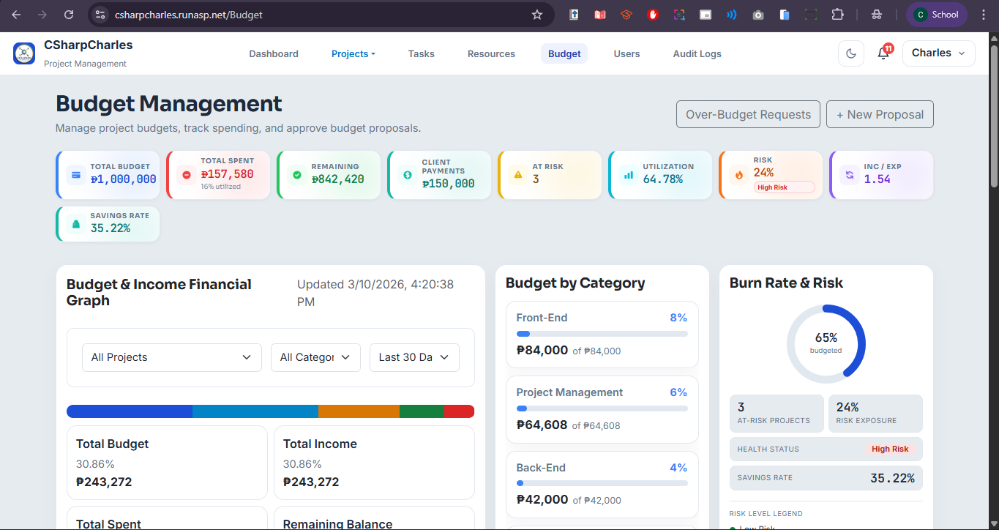 csharpcharles.runasp.net/Budget
C School
CSharpCharles
Project Management
Dashboard
Projects
Tasks
Resources
Budget
Users
Audit Logs
11
Charles
Budget Management
Manage project budgets, track spending, and approve budget proposals.
Over-Budget Requests
+ New Proposal
TOTAL BUDGET
₱1,000,000
TOTAL SPENT
₱157,580
16% utilized
REMAINING
₱842,420
CLIENT
PAYMENTS
₱150,000
AT RISK
3
UTILIZATION
64.78%
RISK
24%
High Risk
INC / EXP
1.54
SAVINGS RATE
35.22%
Budget & Income Financial
Graph
Updated 3/10/2026, 4:20:38
PM
All Projects
All Categor
Last 30 Da
Total Budget
30.86%
₱243,272
Total Income
30.86%
₱243,272
Total Spent
Remaining Balance
Budget by Category
Front-End 8%
₱84,000 of ₱84,000
Project Management 6%
₱64,608 of ₱64,608
Back-End 4%
₱42,000 of ₱42,000
Burn Rate & Risk
65%
budgeted
3
AT-RISK PROJECTS
24%
RISK EXPOSURE
HEALTH STATUS High Risk
SAVINGS RATE 35.22%
RISK LEVEL LEGEND
Low Risk